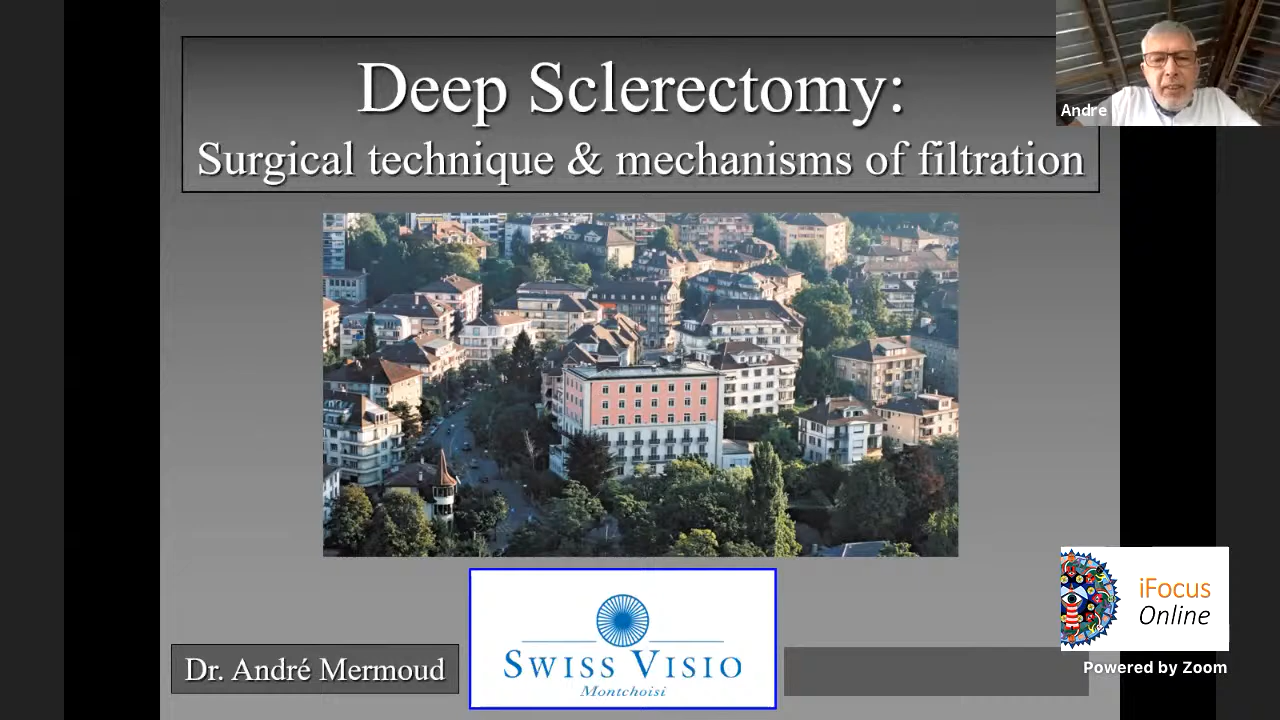 Deep Sclerectomy:
Surgical technique & mechanisms of filtration
Andre
iFocus
Online
Powered by Zoom
Dr. André Mermoud
SWISS VISIO
Montchoisi